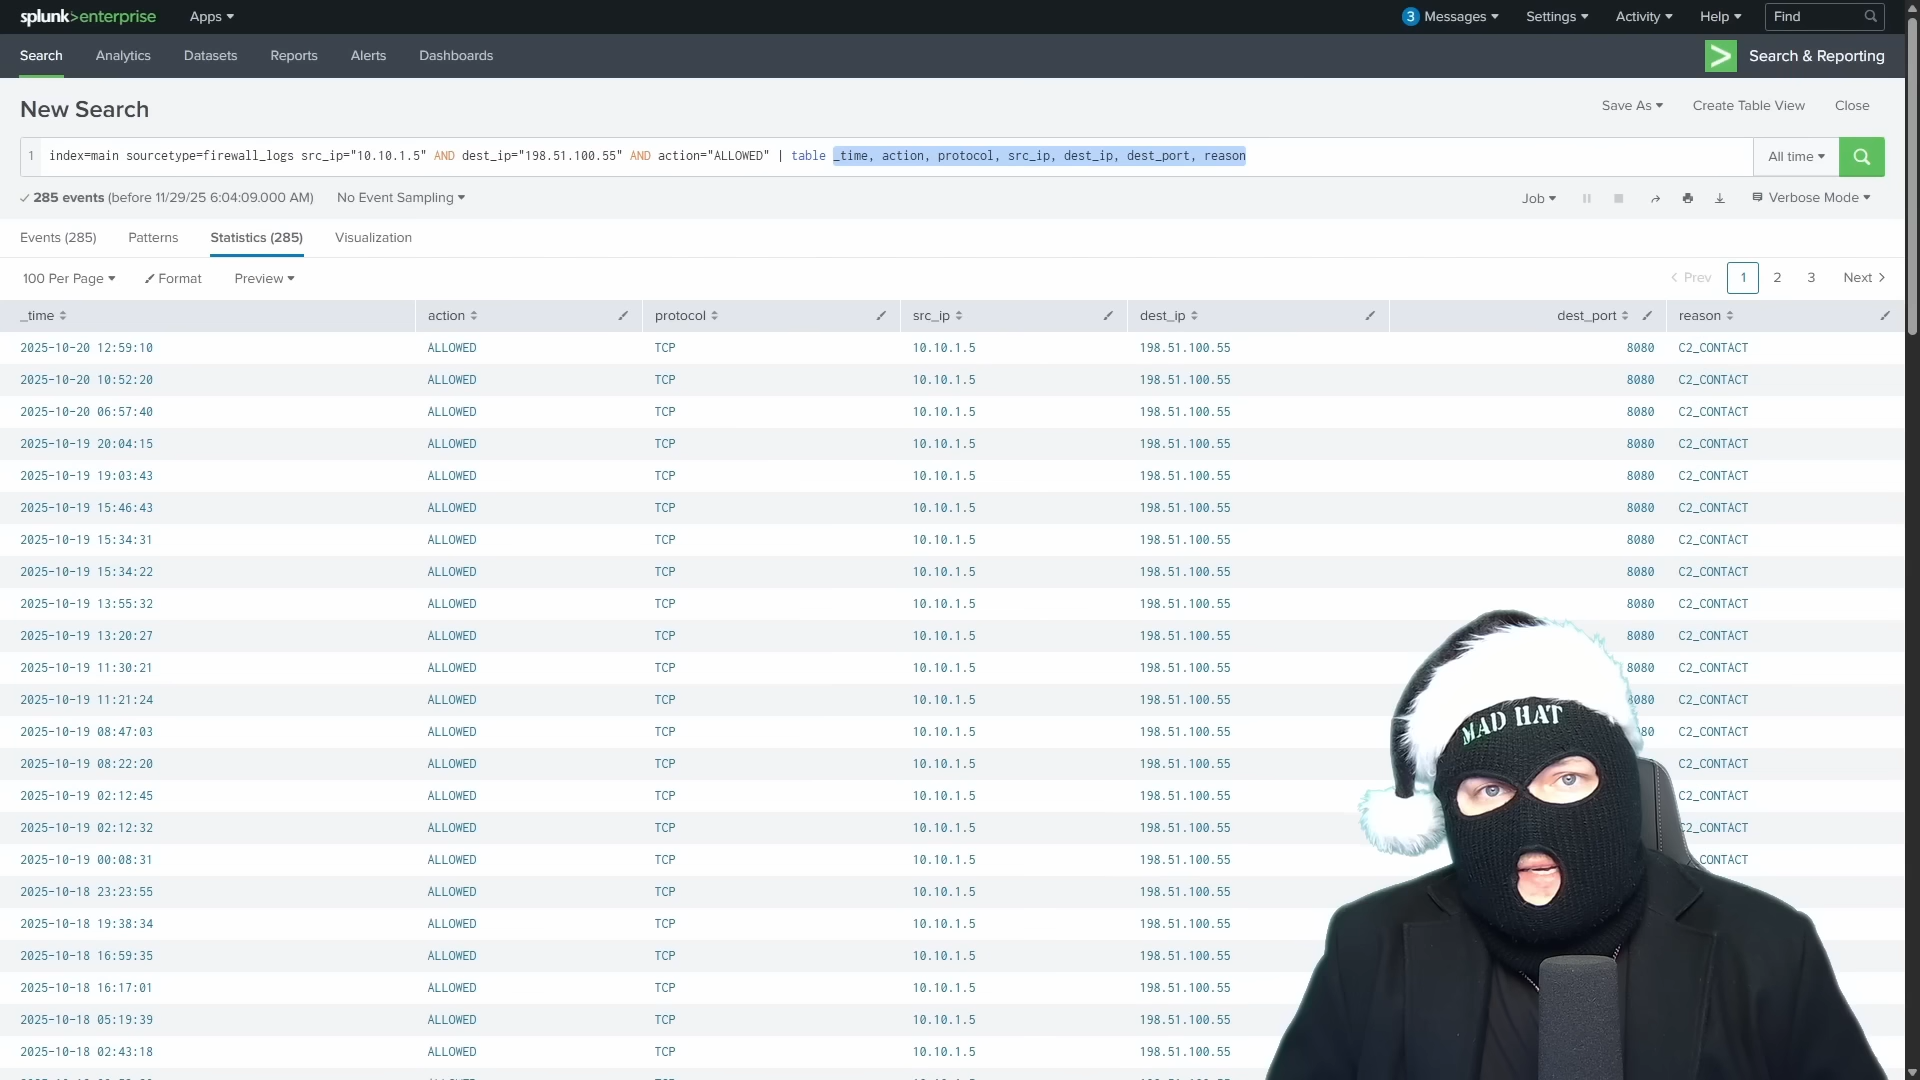 splunk>enterprise Apps 3 Messages Settings Activity Help Find
Search Analytics Datasets Reports Alerts Dashboards Search & Reporting
New Search Save As Create Table View Close
1 index=main sourcetype=firewall_logs src_ip="10.10.1.5" AND dest_ip="198.51.100.55" AND action="ALLOWED" | table _time, action, protocol, src_ip, dest_ip, dest_port, reason All time
285 events (before 11/29/25 6:04:09.000 AM) No Event Sampling Job Verbose Mode
Events (285) Patterns Statistics (285) Visualization
100 Per Page Format Preview Prev 1 2 3 Next
_time action protocol src_ip dest_ip dest_port reason
2025-10-20 12:59:10 ALLOWED TCP 10.10.1.5 198.51.100.55 8080 C2_CONTACT
2025-10-20 10:52:20 ALLOWED TCP 10.10.1.5 198.51.100.55 8080 C2_CONTACT
2025-10-20 06:57:40 ALLOWED TCP 10.10.1.5 198.51.100.55 8080 C2_CONTACT
2025-10-19 20:04:15 ALLOWED TCP 10.10.1.5 198.51.100.55 8080 C2_CONTACT
2025-10-19 19:03:43 ALLOWED TCP 10.10.1.5 198.51.100.55 8080 C2_CONTACT
2025-10-19 15:46:43 ALLOWED TCP 10.10.1.5 198.51.100.55 8080 C2_CONTACT
2025-10-19 15:34:31 ALLOWED TCP 10.10.1.5 198.51.100.55 8080 C2_CONTACT
2025-10-19 15:34:22 ALLOWED TCP 10.10.1.5 198.51.100.55 8080 C2_CONTACT
2025-10-19 13:55:32 ALLOWED TCP 10.10.1.5 198.51.100.55 8080 C2_CONTACT
2025-10-19 13:20:27 ALLOWED TCP 10.10.1.5 198.51.100.55 8080 C2_CONTACT
2025-10-19 11:30:21 ALLOWED TCP 10.10.1.5 198.51.100.55 8080 C2_CONTACT
2025-10-19 11:21:24 ALLOWED TCP 10.10.1.5 198.51.100.55 080 C2_CONTACT
2025-10-19 08:47:03 ALLOWED TCP 10.10.1.5 198.51.100.55 80 C2_CONTACT
2025-10-19 08:22:20 ALLOWED TCP 10.10.1.5 198.51.100.55 C2_CONTACT
2025-10-19 02:12:45 ALLOWED TCP 10.10.1.5 198.51.100.55 C2_CONTACT
2025-10-19 02:12:32 ALLOWED TCP 10.10.1.5 198.51.100.55 C2_CONTACT
2025-10-19 00:08:31 ALLOWED TCP 10.10.1.5 198.51.100.55 CONTACT
2025-10-18 23:23:55 ALLOWED TCP 10.10.1.5 198.51.100.55
2025-10-18 19:38:34 ALLOWED TCP 10.10.1.5 198.51.100.55
2025-10-18 16:59:35 ALLOWED TCP 10.10.1.5 198.51.100.55
2025-10-18 16:17:01 ALLOWED TCP 10.10.1.5 198.51.100.55
2025-10-18 05:19:39 ALLOWED TCP 10.10.1.5 198.51.100.55
2025-10-18 02:43:18 ALLOWED TCP 10.10.1.5 198.51.100.55
MAD HAT